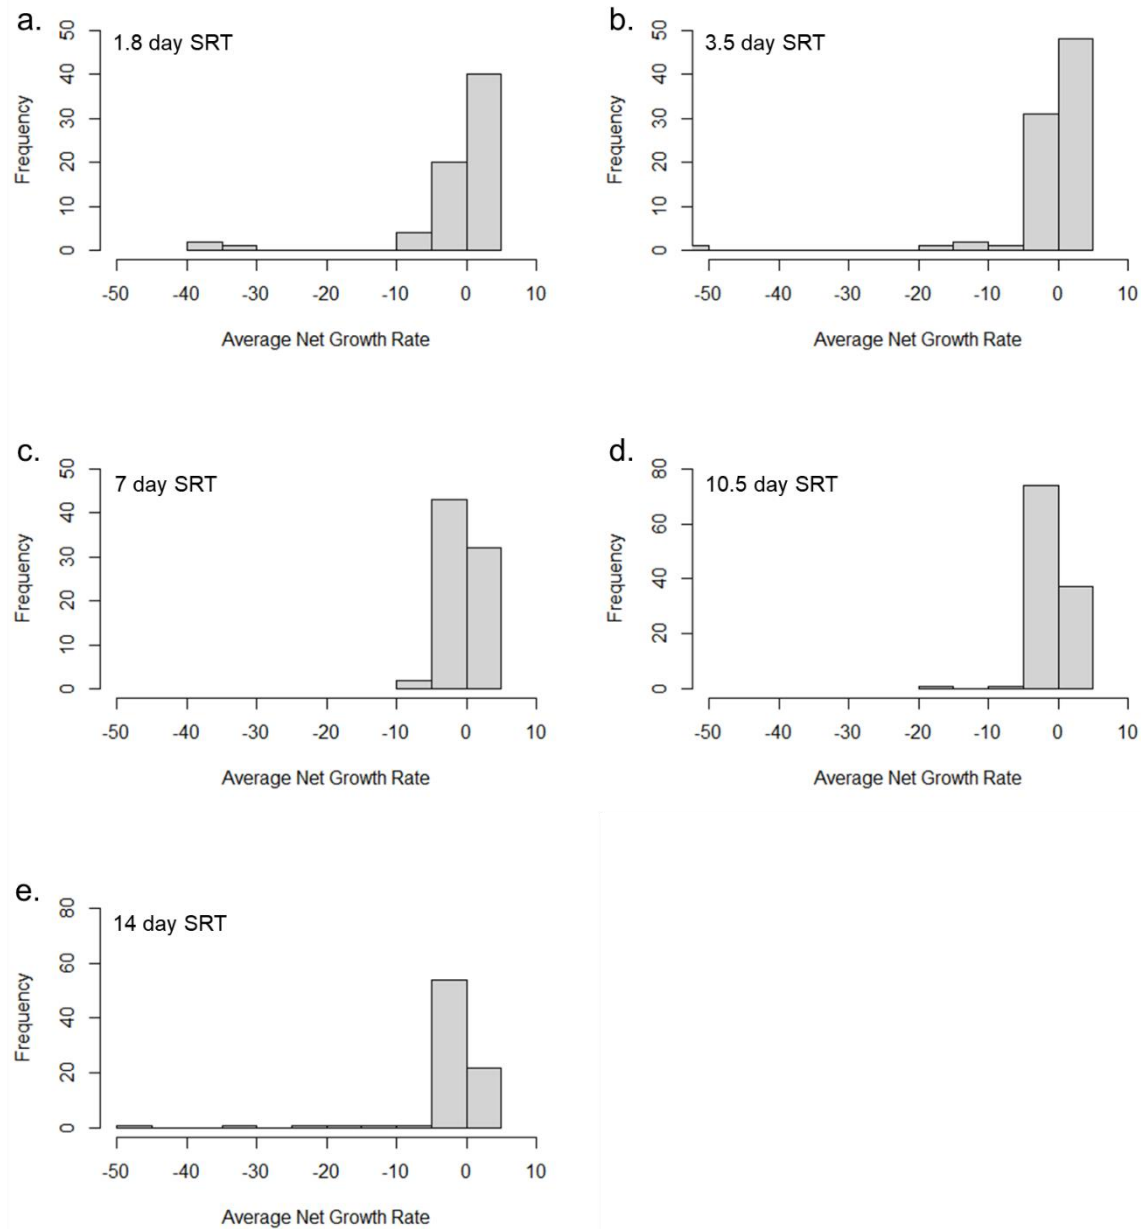 a.
1.8 day SRT
50
40
30
20
10
0
Frequency
-50 -40 -30 -20 -10 0 10
Average Net Growth Rate
b.
3.5 day SRT
50
40
30
20
10
0
Frequency
-50 -40 -30 -20 -10 0 10
Average Net Growth Rate
c.
7 day SRT
50
40
30
20
10
0
Frequency
-50 -40 -30 -20 -10 0 10
Average Net Growth Rate
d.
10.5 day SRT
80
60
40
20
0
Frequency
-50 -40 -30 -20 -10 0 10
Average Net Growth Rate
e.
14 day SRT
80
60
40
20
0
Frequency
-50 -40 -30 -20 -10 0 10
Average Net Growth Rate